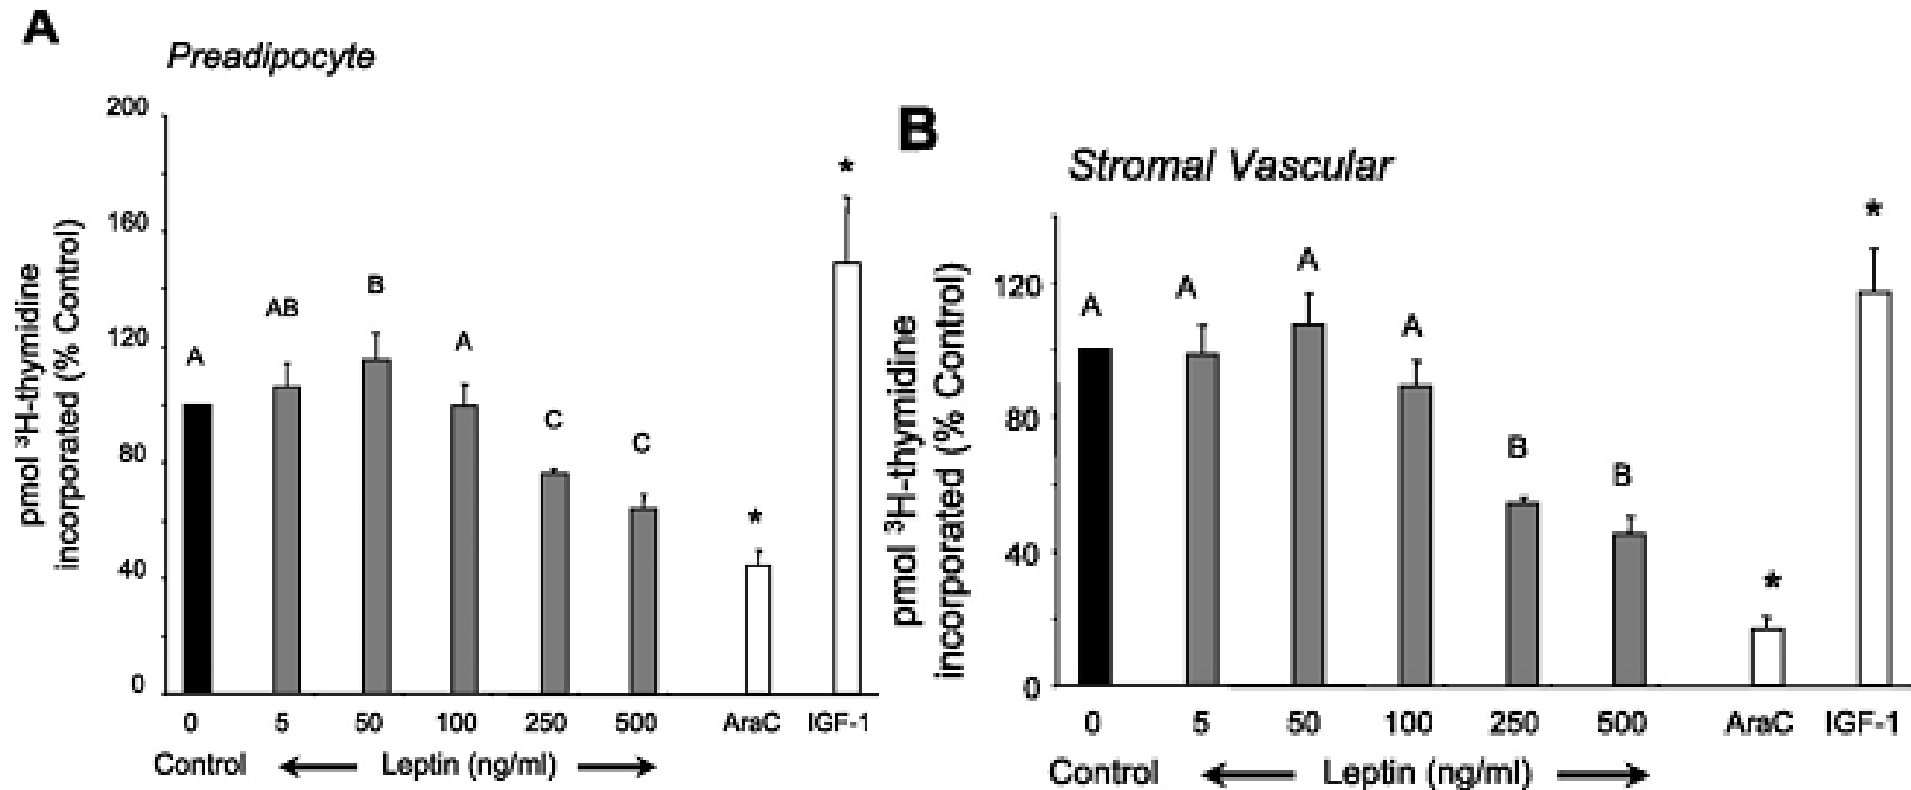 A
Preadipocyte
pmol ³H-thymidine
incorporated (% Control)
200
160
120
80
40
0
A
AB
B
A
C
C
*
*
0 5 50 100 250 500 AraC IGF-1
Control Leptin (ng/ml)
B
Stromal Vascular
pmol ³H-thymidine
incorporated (% Control)
120
80
40
0
A
A
A
A
B
B
*
*
0 5 50 100 250 500 AraC IGF-1
Control Leptin (ng/ml)